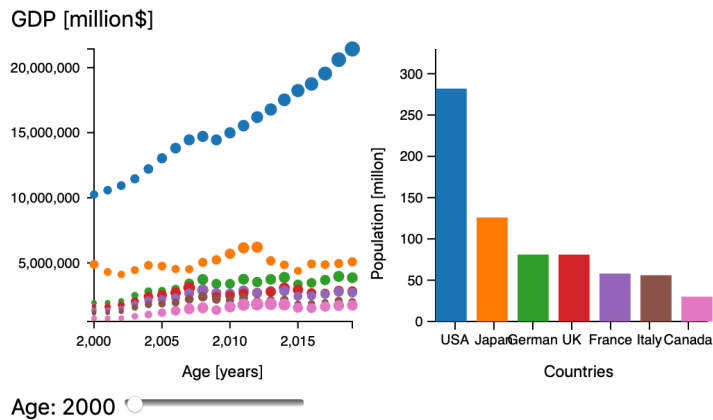 GDP [million$]
20,000,000
15,000,000
10,000,000
5,000,000
2,000 2,005 2,010 2,015
Age [years]
Age: 2000
Population [millon]
300
250
200
150
100
50
0
USA Japan German UK France Italy Canada
Countries